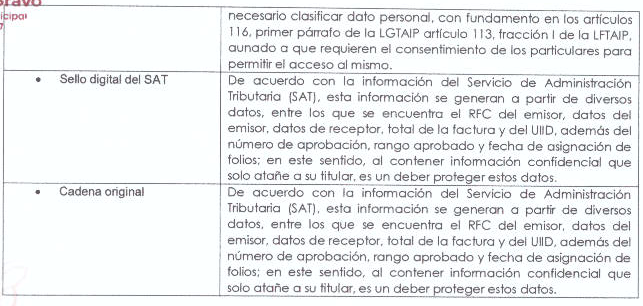 necesario clasificar dato personal, con fundamento en los artículos
icipal
116, primer párrafo de la LGTAIP artículo 113, fracción I de la LFTAIP,
aunado a que requieren el consentimiento de los particulares para
permitir el acceso al mismo.
• Sello digital del SAT
De acuerdo con la información del Servicio de Administración
Tributaria (SAT), esta información se generan a partir de diversos
datos, entre los que se encuentra el RFC del emisor, datos del
emisor, datos de receptor, total de la factura y del UIID, además del
número de aprobación, rango aprobado y fecha de asignación de
folios; en este sentido, al contener información confidencial que
solo atañe a su titular, es un deber proteger estos datos.
• Cadena original
De acuerdo con la información del Servicio de Administración
Tributaria (SAT), esta información se generan a partir de diversos
datos, entre los que se encuentra el RFC del emisor, datos del
emisor, datos de receptor, total de la factura y del UIID, además del
número de aprobación, rango aprobado y fecha de asignación de
folios; en este sentido, al contener información confidencial que
solo atañe a su titular, es un deber proteger estos datos.